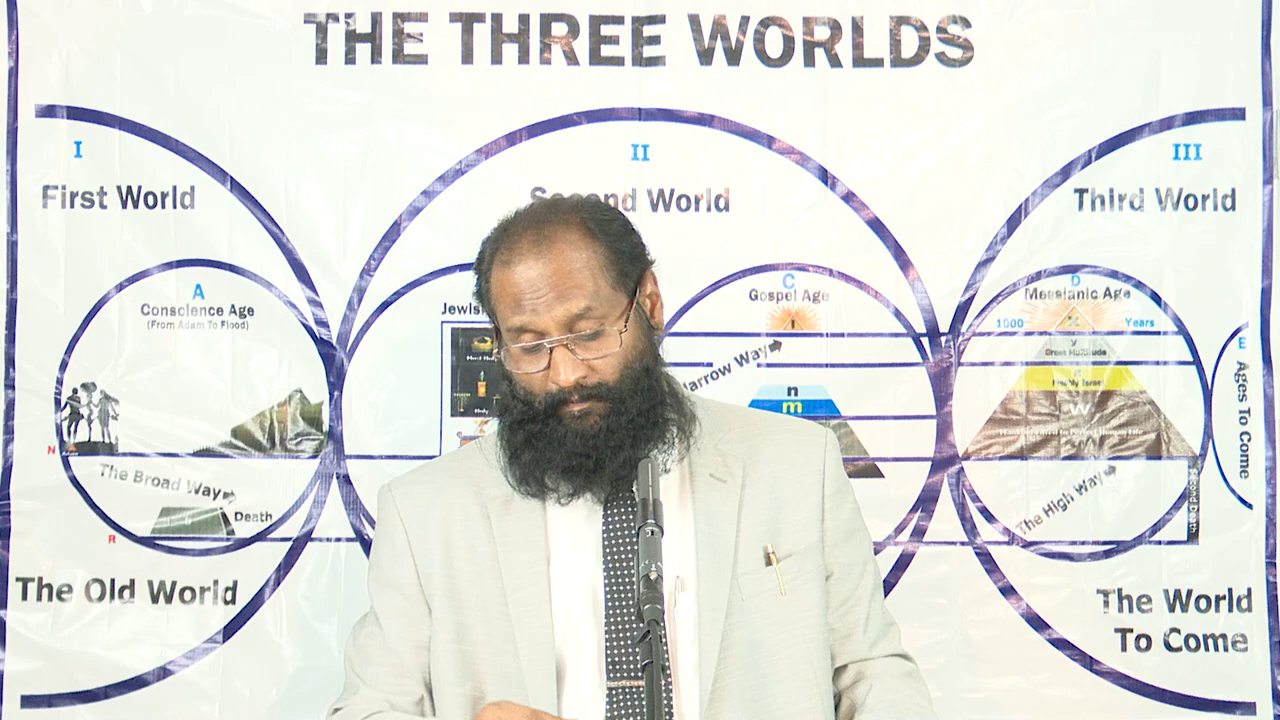 THE THREE WORLDS
I
II
III
First World
Second World
Third World
A
Conscience Age
(From Adam To Flood)
C
Gospel Age
D
Messianic Age
1000
Years
Great Multitude
E
Ages To Come
Narrow Way
n
m
W
N
The Broad Way
Death
R
The High Way
Second Death
The Old World
The World
To Come